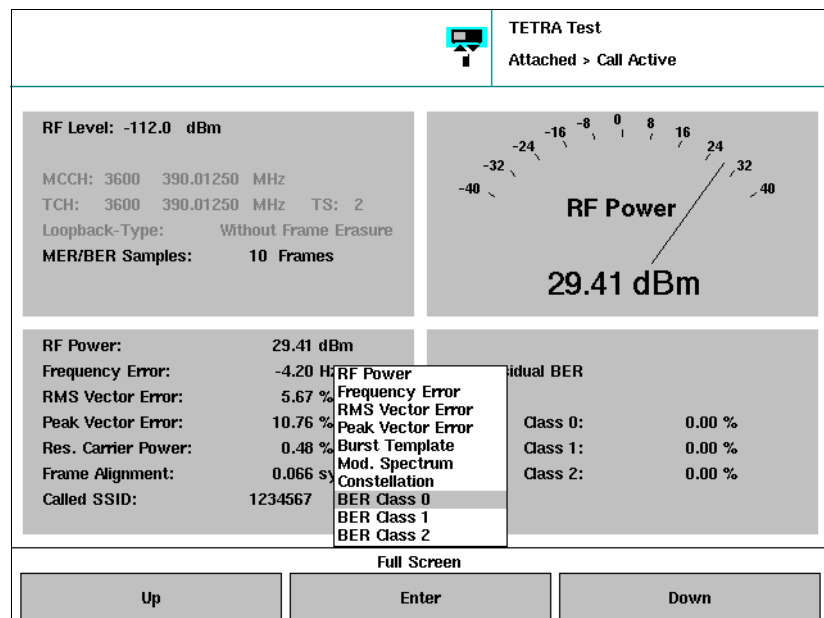 TETRA Test
Attached > Call Active
RF Level: -112.0 dBm
MCCH: 3600 390.01250 MHz
TCH: 3600 390.01250 MHz TS: 2
Loopback-Type: Without Frame Erasure
MER/BER Samples: 10 Frames
-40 -32 -24 -16 -8 0 8 16 24 32 40
RF Power
29.41 dBm
RF Power: 29.41 dBm
Frequency Error: -4.20
RMS Vector Error: 5.67 %
Peak Vector Error: 10.76 %
Res. Carrier Power: 0.48 %
Frame Alignment: 0.066
Called SSID: 1234567
RF Power
Frequency Error
RMS Vector Error
Peak Vector Error
Burst Template
Mod. Spectrum
Constellation
BER Class 0
BER Class 1
BER Class 2
BER
Class 0: 0.00 %
Class 1: 0.00 %
Class 2: 0.00 %
Full Screen
Up
Enter
Down